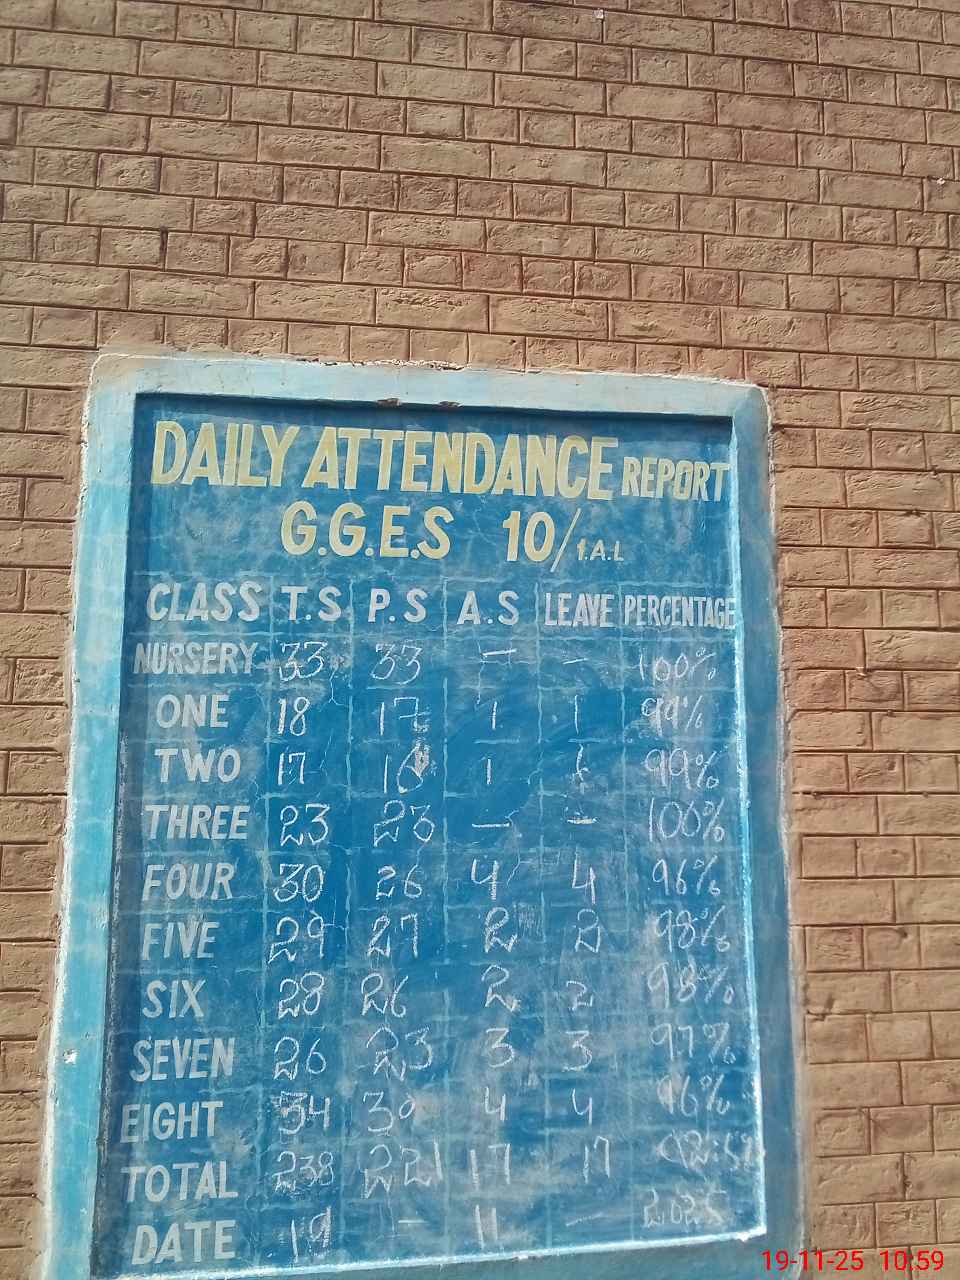 DAILY ATTENDANCE REPORT
G.G.E.S 10/1.A.L
CLASS T.S P.S A.S LEAVE PERCENTAGE
NURSERY 33 33 — — 100%
ONE 18 17 1 1 99%
TWO 17 16 1 1 99%
THREE 23 23 — — 100%
FOUR 30 26 4 4 96%
FIVE 29 27 2 2 98%
SIX 28 26 2 2 98%
SEVEN 26 23 3 3 97%
EIGHT 34 30 4 4 96%
TOTAL 238 221 17 17
DATE 19 — 11 — 2025
19-11-25 10:59